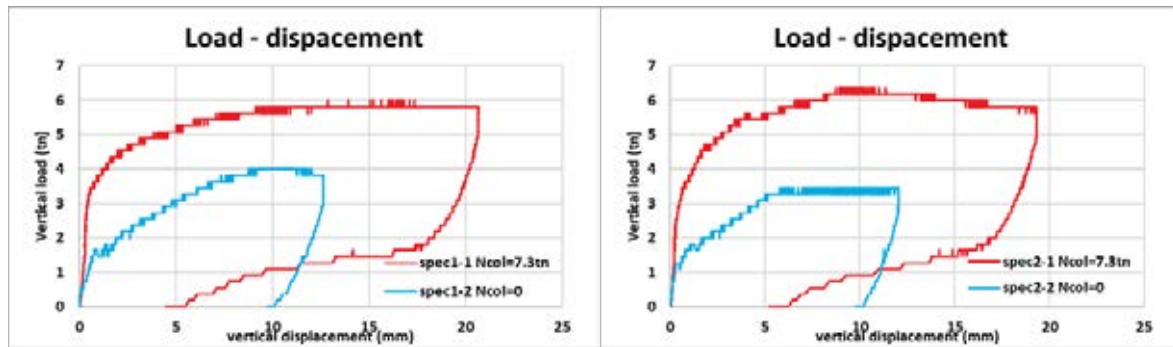 Load - dispacement
Vertical load (tn)
7
6
5
4
3
2
1
0
0 5 10 15 20 25
vertical displacement (mm)
spec1-1 Ncol=7.3tn
spec1-2 Ncol=0
Load - dispacement
Vertical load (tn)
7
6
5
4
3
2
1
0
0 5 10 15 20 25
vertical displacement (mm)
spec2-1 Ncol=7.8tn
spec2-2 Ncol=0